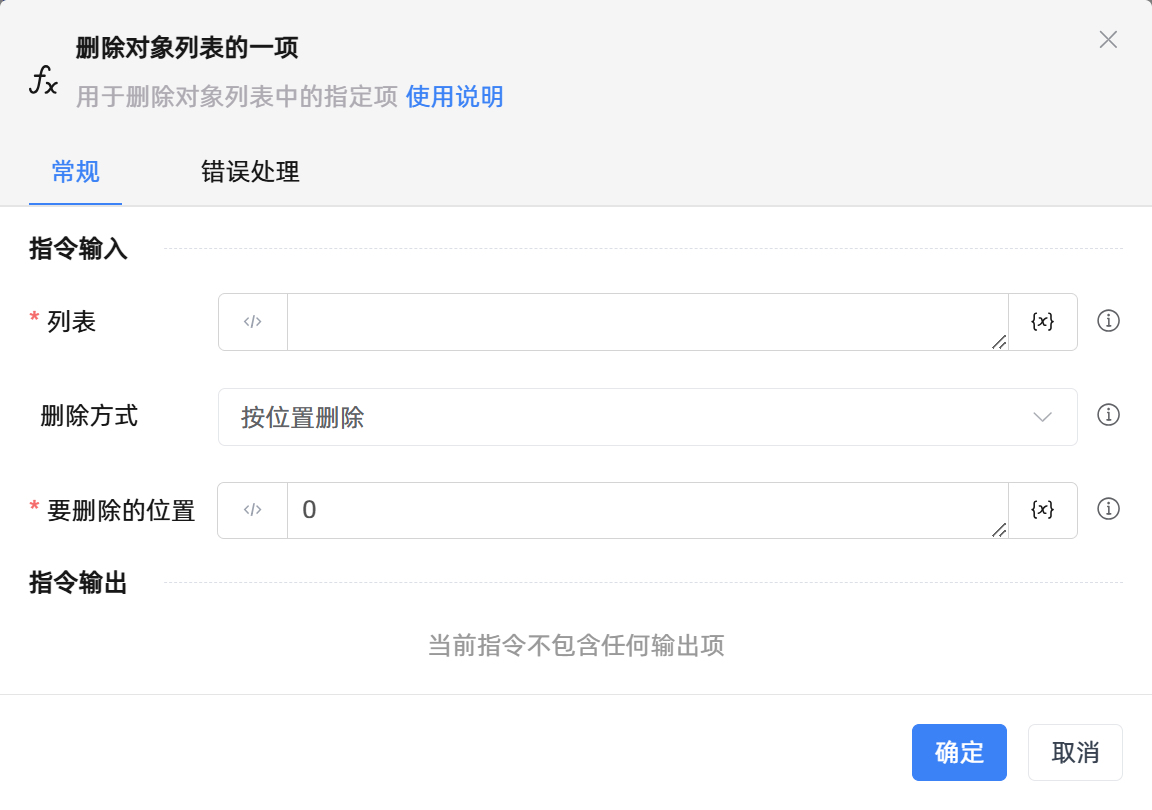 删除对象列表的一项
fx
用于删除对象列表中的指定项 使用说明
常规 错误处理
指令输入
* 列表 </> {x}
删除方式 按位置删除
* 要删除的位置 </> 0 {x}
指令输出
当前指令不包含任何输出项
确定 取消